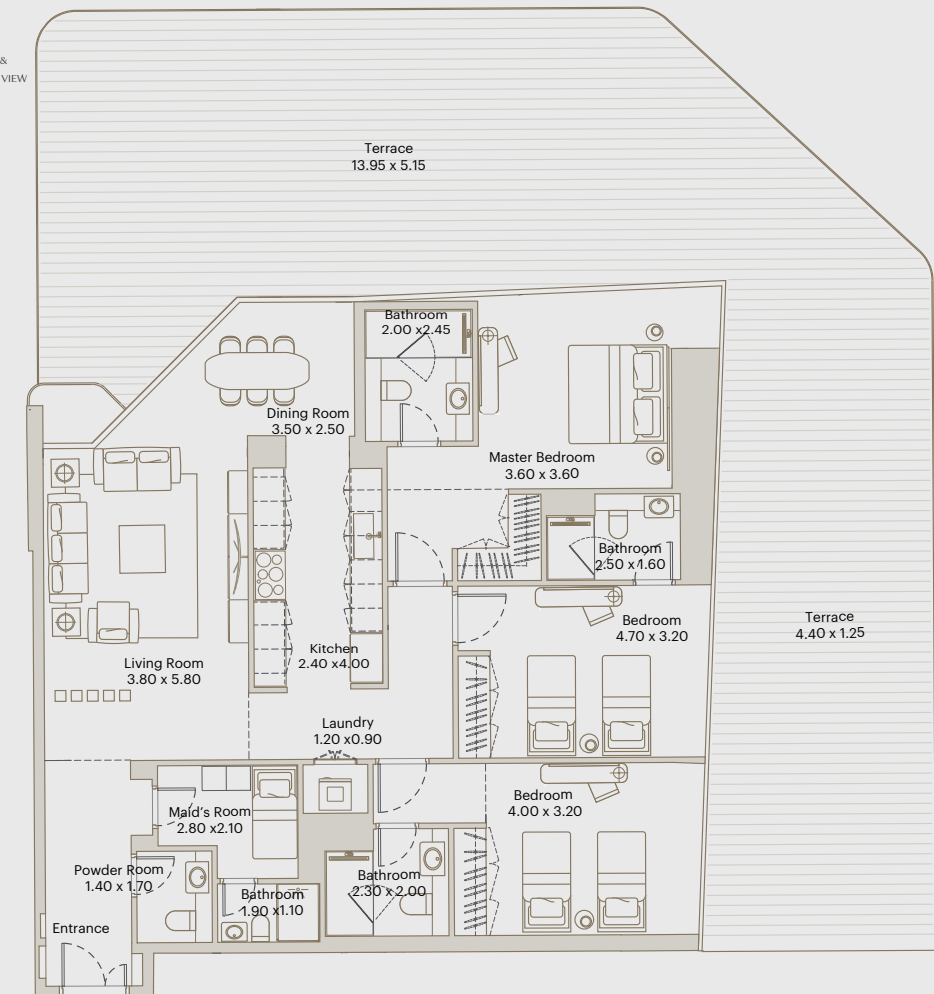 &
VIEW
Terrace
13.95 x 5.15
Bathroom
2.00 x2.45
Dining Room
3.50 x 2.50
Master Bedroom
3.60 x 3.60
Bathroom
2.50 x1.60
Bedroom
4.70 x 3.20
Terrace
4.40 x 1.25
Kitchen
2.40 x4.00
Living Room
3.80 x 5.80
Laundry
1.20 x0.90
Bedroom
4.00 x 3.20
Maid's Room
2.80 x2.10
Powder Room
1.40 x 1.70
Bathroom
2.30 x 2.00
Bathroom
1.90 x1.10
Entrance